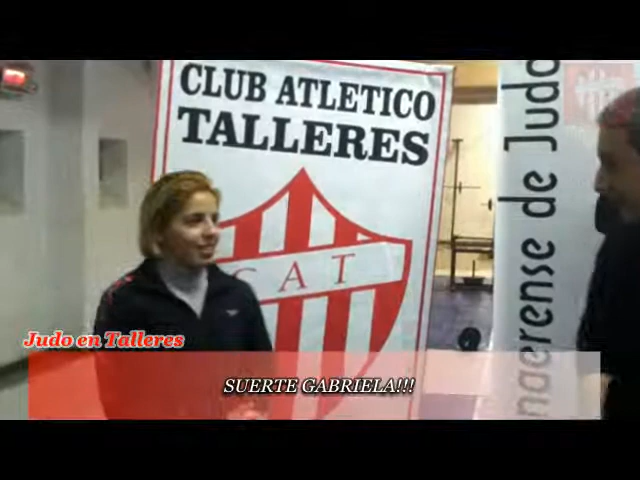 CLUB ATLETICO
TALLERES
CAT
naerense de Judo
Judo en Talleres
SUERTE GABRIELA!!!